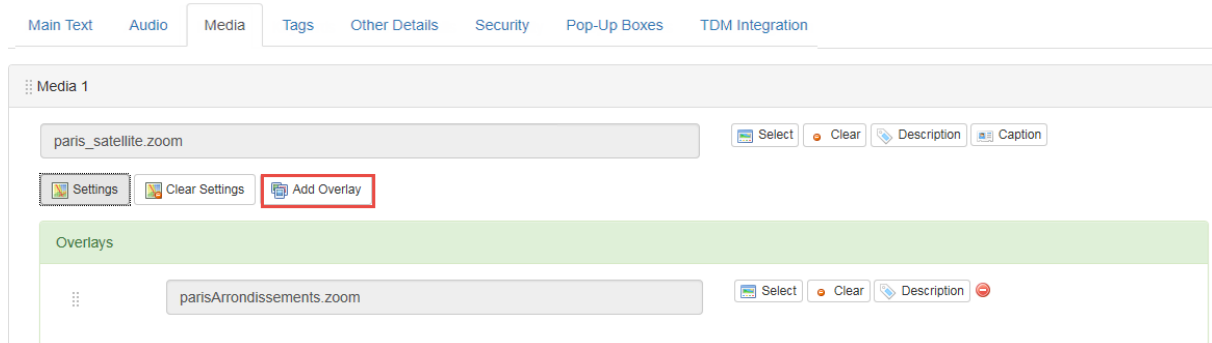 Main Text Audio Media Tags Other Details Security Pop-Up Boxes TDM Integration
Media 1
paris_satellite.zoom Select Clear Description Caption
Settings Clear Settings Add Overlay
Overlays
parisArrondissements.zoom Select Clear Description